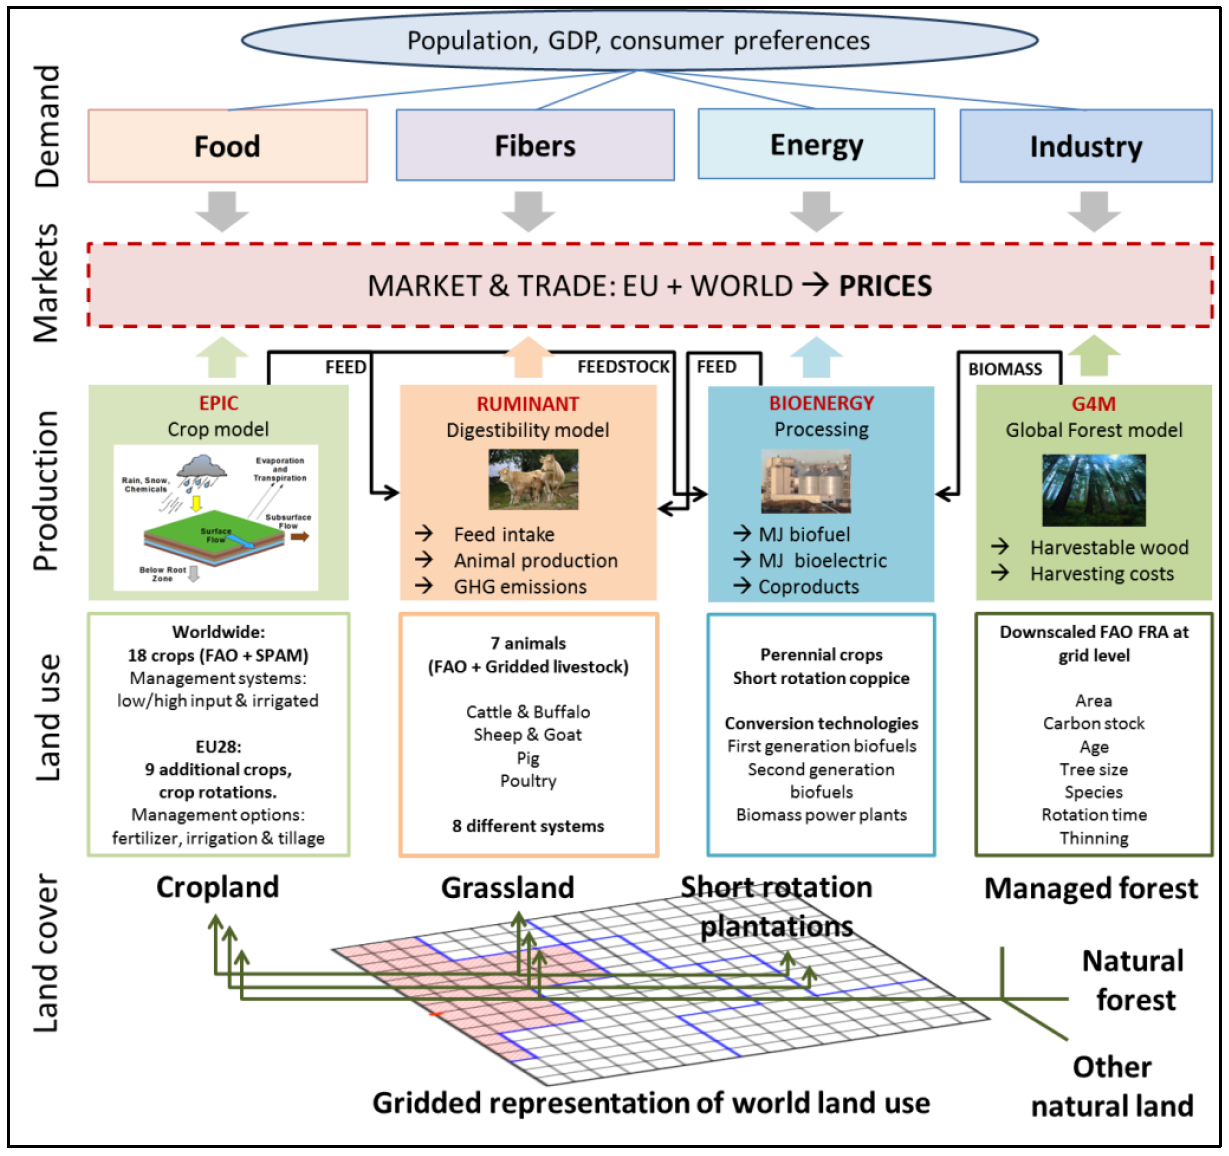 Population, GDP, consumer preferences
Demand
Food
Fibers
Energy
Industry
Markets
MARKET & TRADE: EU + WORLD → PRICES
Production
FEED
FEEDSTOCK
FEED
BIOMASS
EPIC
Crop model
Rain, Snow,
Chemicals
Evaporation
and
Transpiration
Subsurface
Flow
Surface
Flow
Below Root
Zone
RUMINANT
Digestibility model
→ Feed intake
→ Animal production
→ GHG emissions
BIOENERGY
Processing
→ MJ biofuel
→ MJ bioelectric
→ Coproducts
G4M
Global Forest model
→ Harvestable wood
→ Harvesting costs
Land use
Worldwide:
18 crops (FAO + SPAM)
Management systems:
low/high input & irrigated
EU28:
9 additional crops,
crop rotations.
Management options:
fertilizer, irrigation & tillage
7 animals
(FAO + Gridded livestock)
Cattle & Buffalo
Sheep & Goat
Pig
Poultry
8 different systems
Perennial crops
Short rotation coppice
Conversion technologies
First generation biofuels
Second generation
biofuels
Biomass power plants
Downscaled FAO FRA at
grid level
Area
Carbon stock
Age
Tree size
Species
Rotation time
Thinning
Land cover
Cropland
Grassland
Short rotation
plantations
Managed forest
Natural
forest
Other
natural land
Gridded representation of world land use